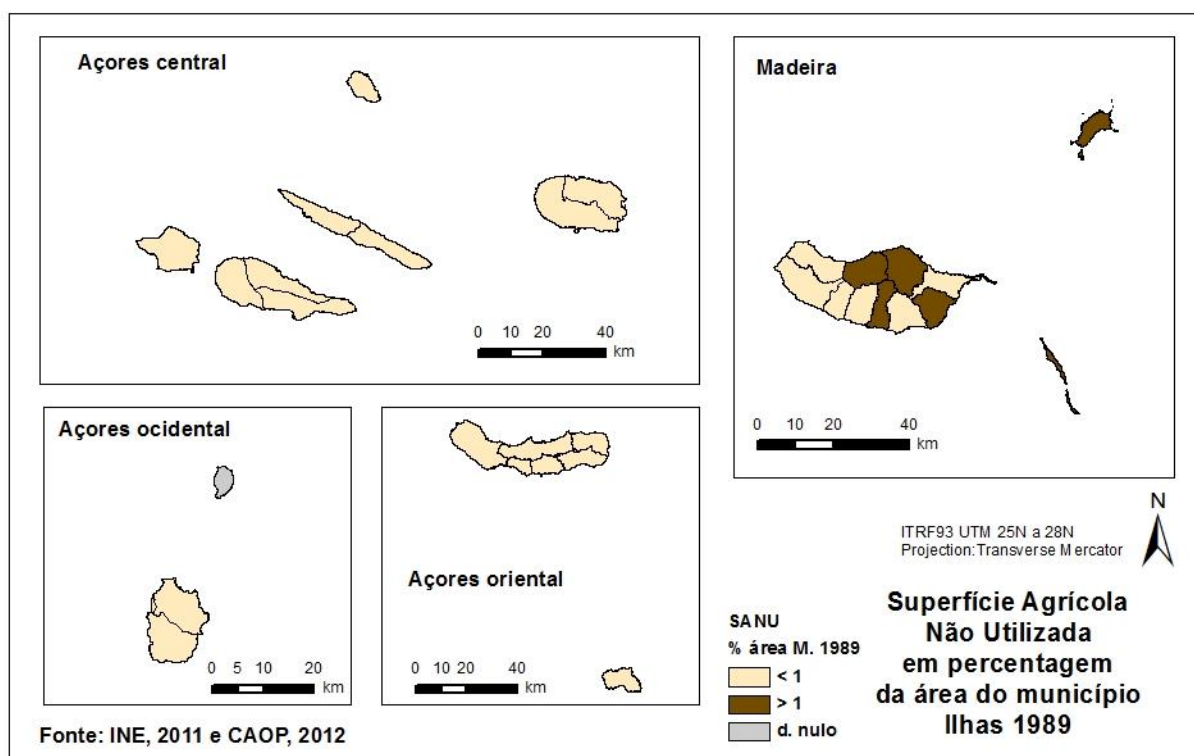 Açores central
0 10 20 40
km
Madeira
0 10 20 40
km
Açores ocidental
0 5 10 20
km
Açores oriental
0 10 20 40
km
Fonte: INE, 2011 e CAOP, 2012
N
ITRF93 UTM 25N a 28N
Projection:Transverse Mercator
SANU
% área M. 1989
< 1
> 1
d. nulo
Superfície Agrícola
Não Utilizada
em percentagem
da área do município
Ilhas 1989